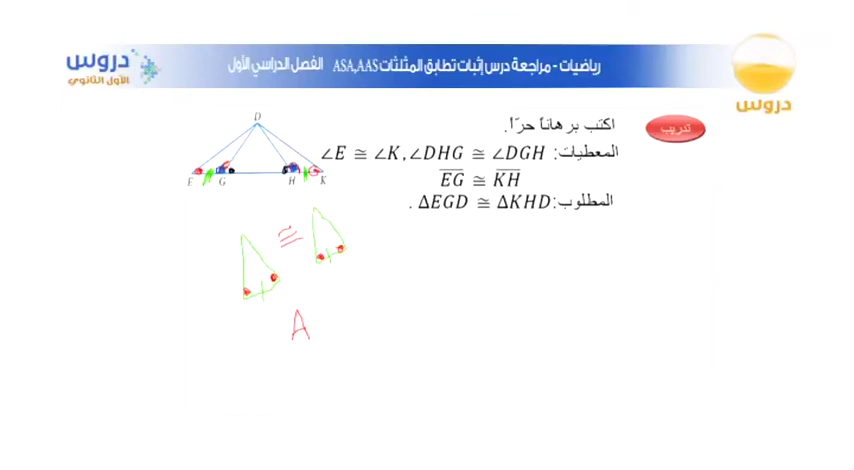 دروس
الأول الثانوي
رياضيات - مراجعة درس إثبات تطابق المثلثات ASA,AAS الفصل الدراسي الأول
دروس
تدريب
اكتب برهاناً حرّاً.
المعطيات: ∠E ≅ ∠K, ∠DHG ≅ ∠DGH
EG ≅ KH
المطلوب: ΔEGD ≅ ΔKHD .
D
E G H K
≅
A